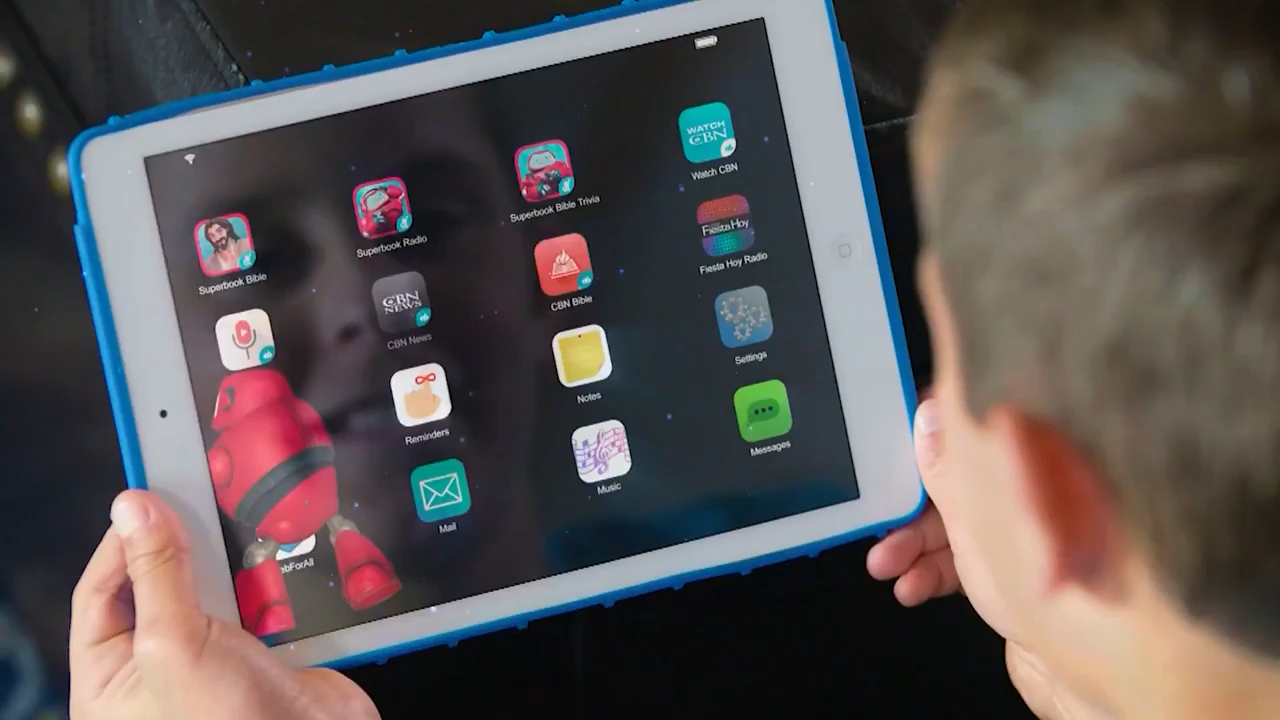 WATCH
CBN
Watch CBN
Superbook Bible Trivia
Superbook Radio
Superbook Bible
Fiesta Hoy
Fiesta Hoy Radio
CBN Bible
CBN
NEWS
CBN News
Settings
Notes
Reminders
Messages
Music
Mail
bForAll